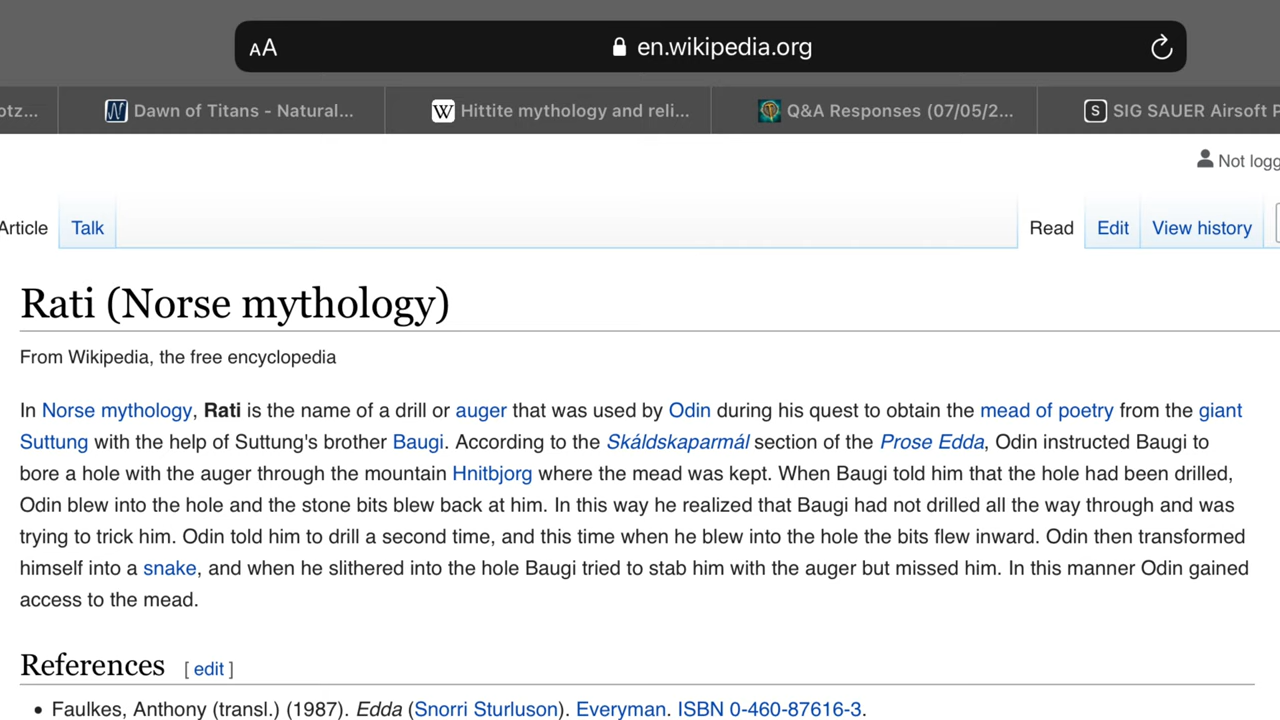 AA en.wikipedia.org
otz... Dawn of Titans - Natural... W Hittite mythology and reli... Q&A Responses (07/05/2... S SIG SAUER Airsoft P
Not logg
Article Talk Read Edit View history
Rati (Norse mythology)
From Wikipedia, the free encyclopedia
In Norse mythology, Rati is the name of a drill or auger that was used by Odin during his quest to obtain the mead of poetry from the giant
Suttung with the help of Suttung's brother Baugi. According to the Skáldskaparmál section of the Prose Edda, Odin instructed Baugi to
bore a hole with the auger through the mountain Hnitbjorg where the mead was kept. When Baugi told him that the hole had been drilled,
Odin blew into the hole and the stone bits blew back at him. In this way he realized that Baugi had not drilled all the way through and was
trying to trick him. Odin told him to drill a second time, and this time when he blew into the hole the bits flew inward. Odin then transformed
himself into a snake, and when he slithered into the hole Baugi tried to stab him with the auger but missed him. In this manner Odin gained
access to the mead.
References [ edit ]
• Faulkes, Anthony (transl.) (1987). Edda (Snorri Sturluson). Everyman. ISBN 0-460-87616-3.